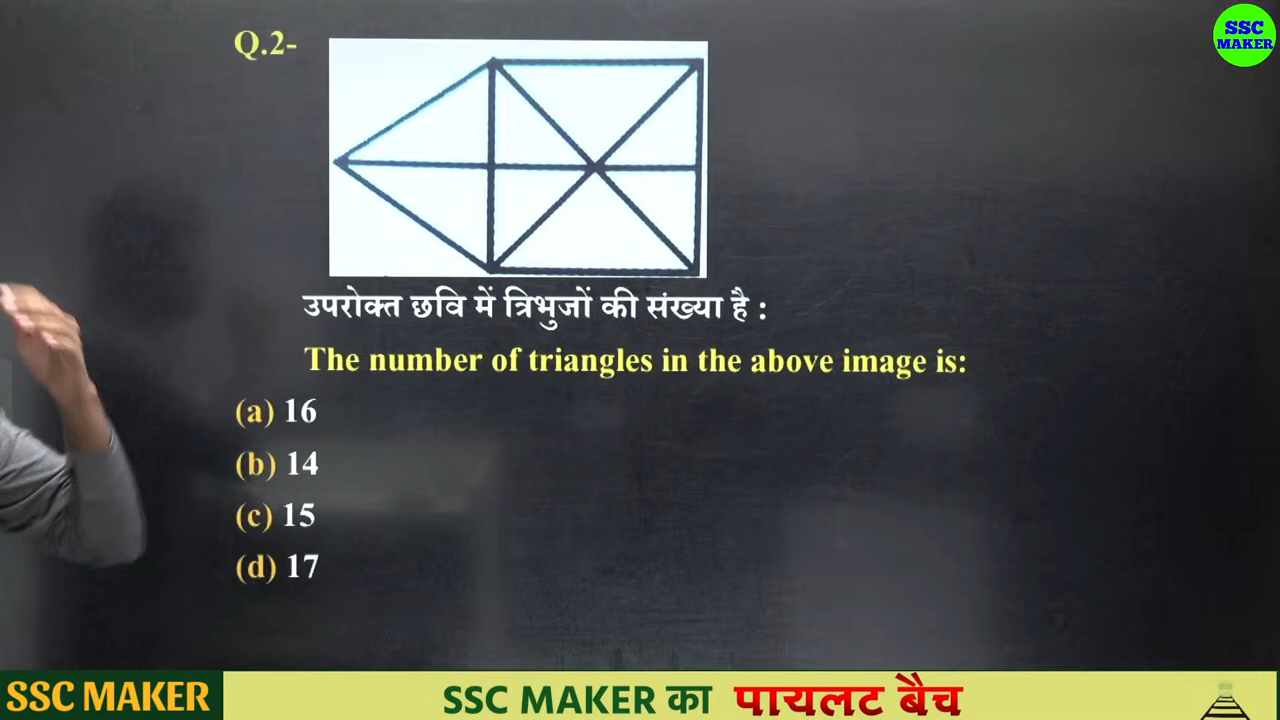 SSC
MAKER
Q.2-
उपरोक्त छवि में त्रिभुजों की संख्या है :
The number of triangles in the above image is:
(a) 16
(b) 14
(c) 15
(d) 17
SSC MAKER
SSC MAKER का पायलट बैच